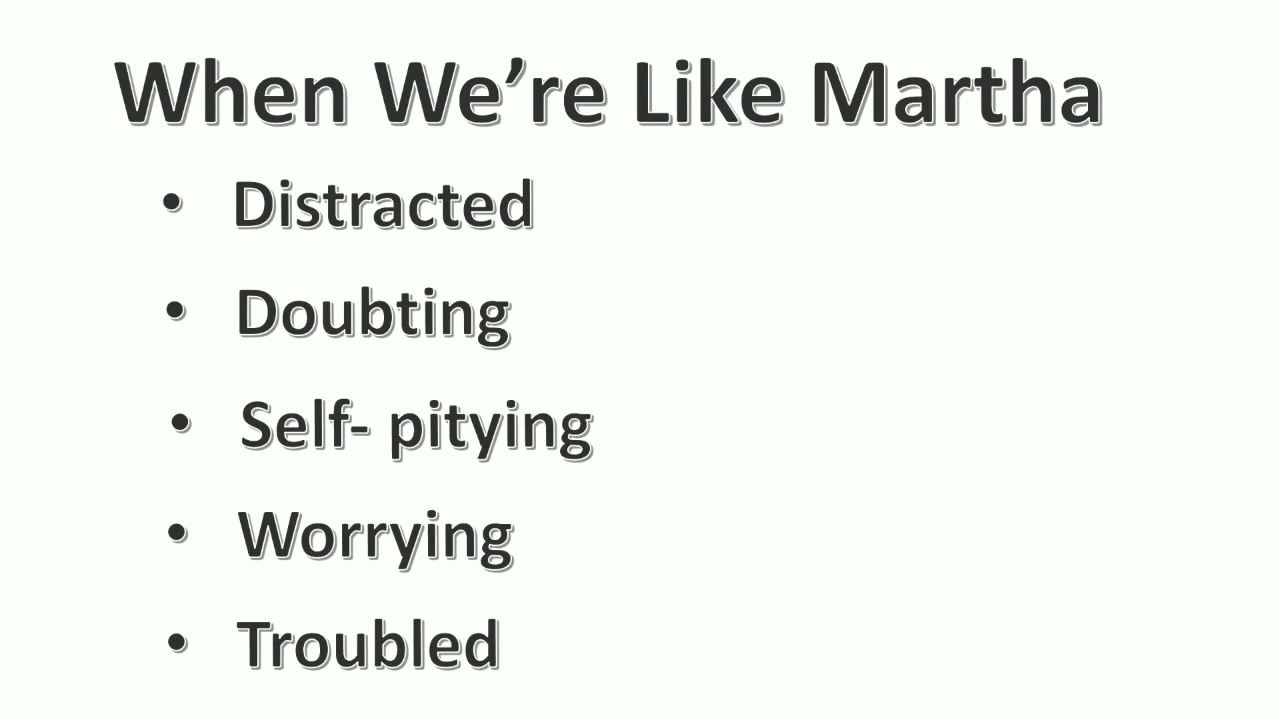 When We’re Like Martha
• Distracted
• Doubting
• Self- pitying
• Worrying
• Troubled